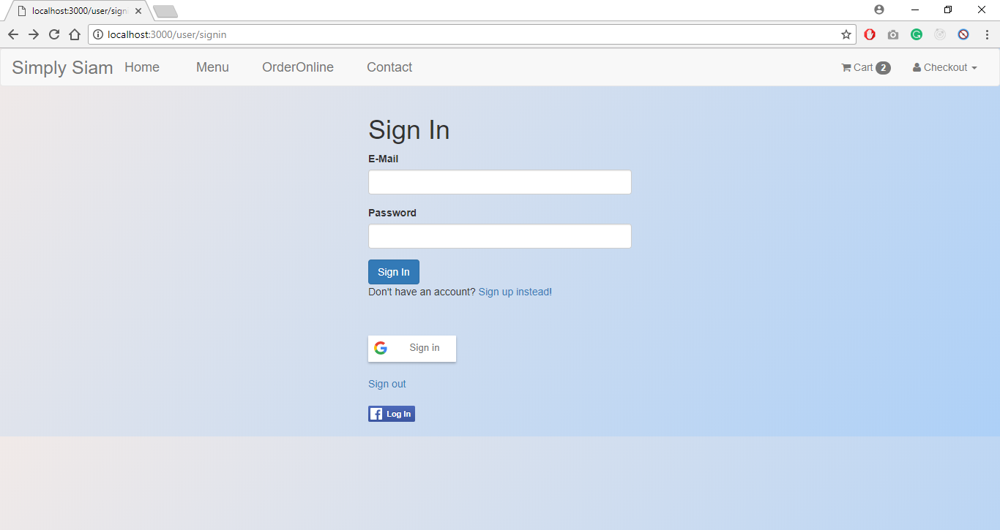 localhost:3000/user/sign
localhost:3000/user/signin
Simply Siam Home Menu OrderOnline Contact Cart 2 Checkout
Sign In
E-Mail
Password
Sign In
Don't have an account? Sign up instead!
Sign in
Sign out
Log In